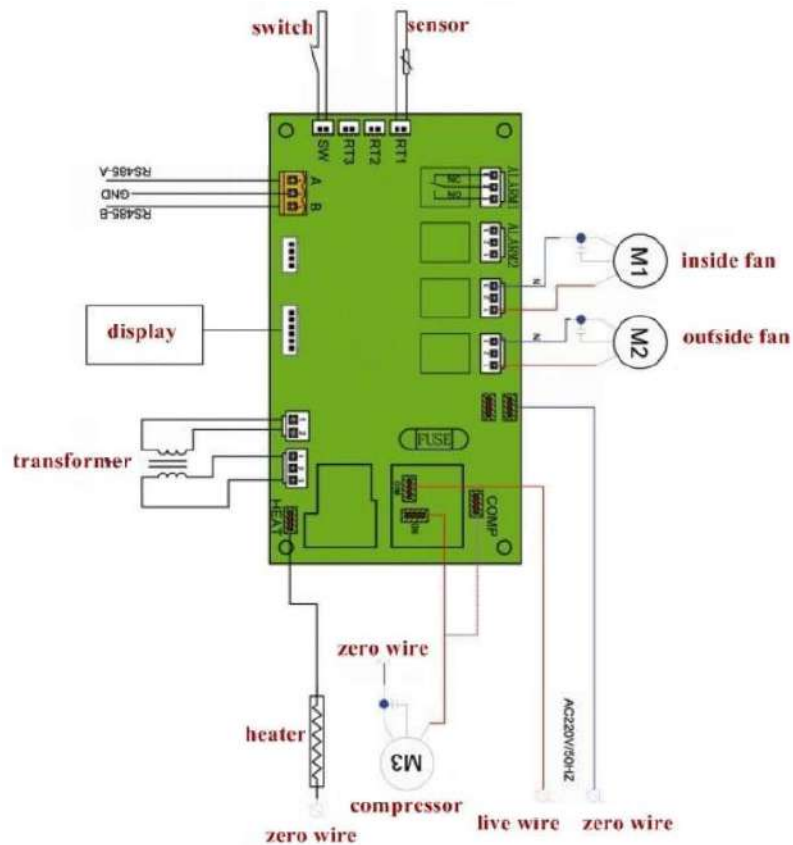 switch
sensor
SW
RT3
RT2
RT1
RS485-A
GND
RS485-B
A
B
ALARM1
ALARM2
N
M1
inside fan
N
M2
outside fan
display
transformer
FUSE
HEAT
COMP
zero wire
heater
M3
compressor
AC220V/50HZ
zero wire
live wire
zero wire